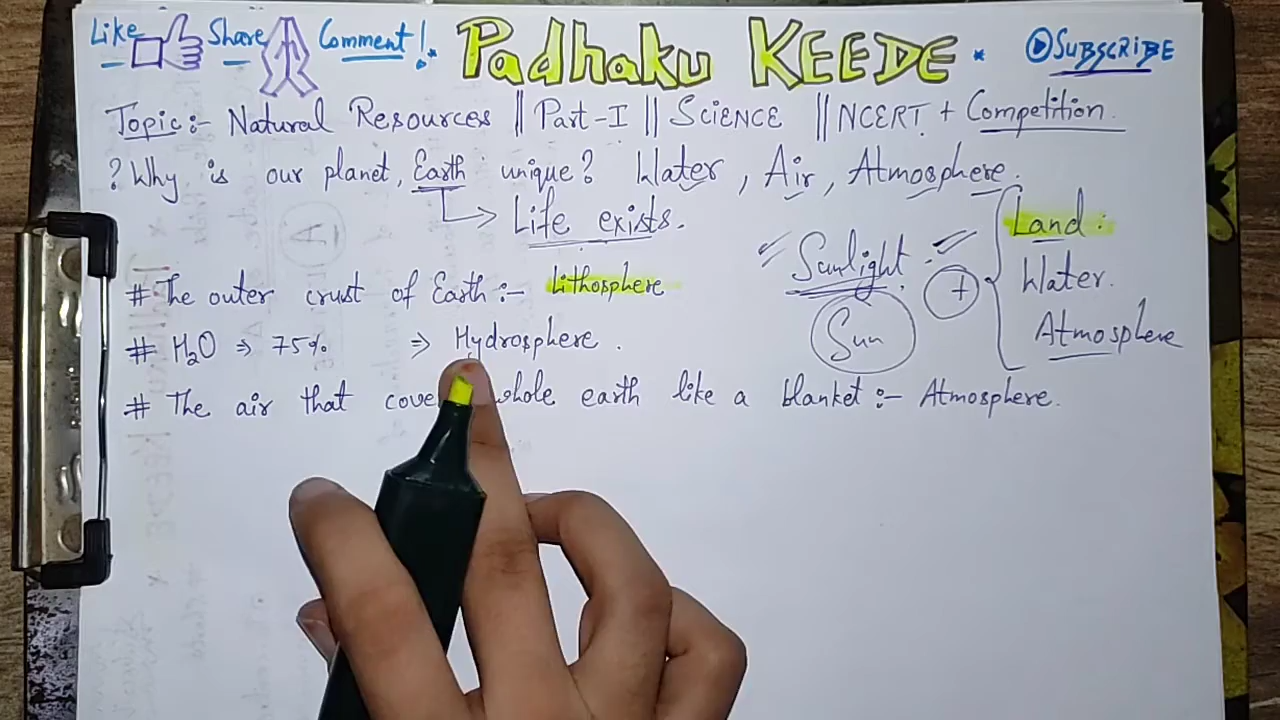 Like Share Comment! Padhaku KEEDE SUBSCRIBE
Topic:- Natural Resources || Part-I || SCIENCE || NCERT + Competition.
? Why is our planet, Earth unique? Water, Air, Atmosphere.
Life exists.
Sunlight + Land:
Water.
Sun Atmosphere
# The outer crust of Earth :- Lithosphere
# H2O ⇒ 75% ⇒ Hydrosphere.
# The air that cove whole earth like a blanket :- Atmosphere.